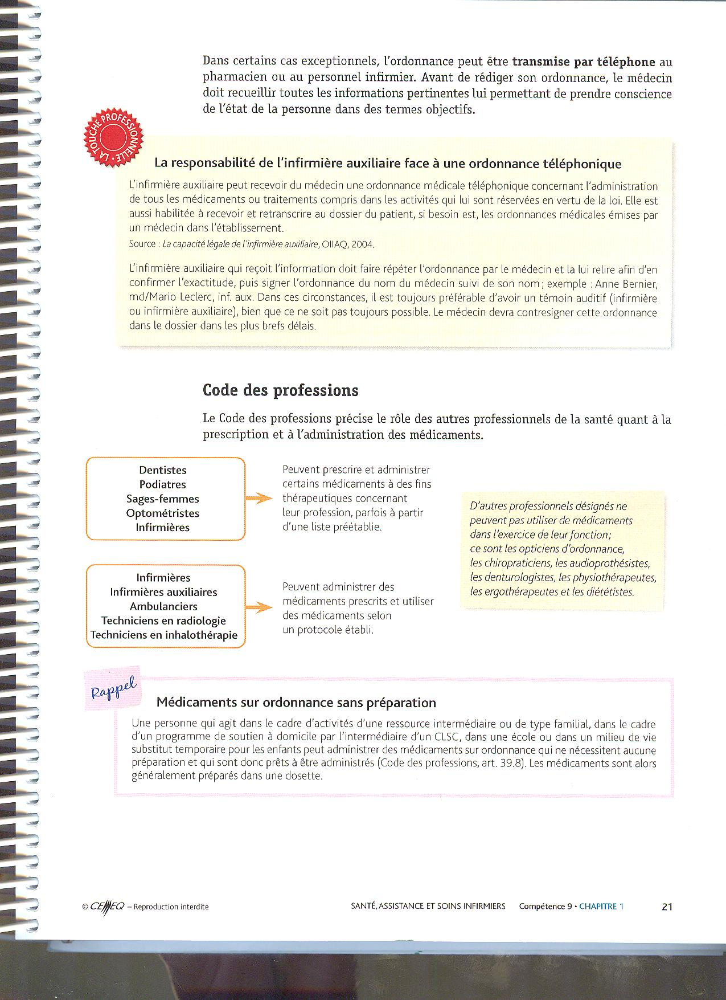 Dans certains cas exceptionnels, l'ordonnance peut être transmise par téléphone au
pharmacien ou au personnel infirmier. Avant de rédiger son ordonnance, le médecin
doit recueillir toutes les informations pertinentes lui permettant de prendre conscience
de l'état de la personne dans des termes objectifs.
LA TOUCHE PROFESSIONNELLE •
La responsabilité de l'infirmière auxiliaire face à une ordonnance téléphonique
L'infirmière auxiliaire peut recevoir du médecin une ordonnance médicale téléphonique concernant l'administration
de tous les médicaments ou traitements compris dans les activités qui lui sont réservées en vertu de la loi. Elle est
aussi habilitée à recevoir et retranscrire au dossier du patient, si besoin est, les ordonnances médicales émises par
un médecin dans l'établissement.
Source : La capacité légale de l'infirmière auxiliaire, OIIAQ, 2004.
L'infirmière auxiliaire qui reçoit l'information doit faire répéter l'ordonnance par le médecin et la lui relire afin d'en
confirmer l'exactitude, puis signer l'ordonnance du nom du médecin suivi de son nom ; exemple : Anne Bernier,
md/Mario Leclerc, inf. aux. Dans ces circonstances, il est toujours préférable d'avoir un témoin auditif (infirmière
ou infirmière auxiliaire), bien que ce ne soit pas toujours possible. Le médecin devra contresigner cette ordonnance
dans le dossier dans les plus brefs délais.
Code des professions
Le Code des professions précise le rôle des autres professionnels de la santé quant à la
prescription et à l'administration des médicaments.
Dentistes
Podiatres
Sages-femmes
Optométristes
Infirmières
Peuvent prescrire et administrer
certains médicaments à des fins
thérapeutiques concernant
leur profession, parfois à partir
d'une liste préétablie.
D'autres professionnels désignés ne
peuvent pas utiliser de médicaments
dans l'exercice de leur fonction ;
ce sont les opticiens d'ordonnance,
les chiropraticiens, les audioprothésistes,
les denturologistes, les physiothérapeutes,
les ergothérapeutes et les diététistes.
Infirmières
Infirmières auxiliaires
Ambulanciers
Techniciens en radiologie
Techniciens en inhalothérapie
Peuvent administrer des
médicaments prescrits et utiliser
des médicaments selon
un protocole établi.
Rappel
Médicaments sur ordonnance sans préparation
Une personne qui agit dans le cadre d'activités d'une ressource intermédiaire ou de type familial, dans le cadre
d'un programme de soutien à domicile par l'intermédiaire d'un CLSC, dans une école ou dans un milieu de vie
substitut temporaire pour les enfants peut administrer des médicaments sur ordonnance qui ne nécessitent aucune
préparation et qui sont donc prêts à être administrés (Code des professions, art. 39.8). Les médicaments sont alors
généralement préparés dans une dosette.
© CEMEQ – Reproduction interdite
SANTÉ, ASSISTANCE ET SOINS INFIRMIERS Compétence 9 • CHAPITRE 1 21